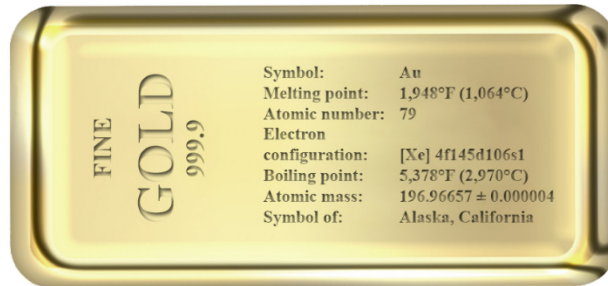 FINE
GOLD
999.9
Symbol: Au
Melting point: 1,948°F (1,064°C)
Atomic number: 79
Electron
configuration: [Xe] 4f145d106s1
Boiling point: 5,378°F (2,970°C)
Atomic mass: 196.96657 ± 0.000004
Symbol of: Alaska, California